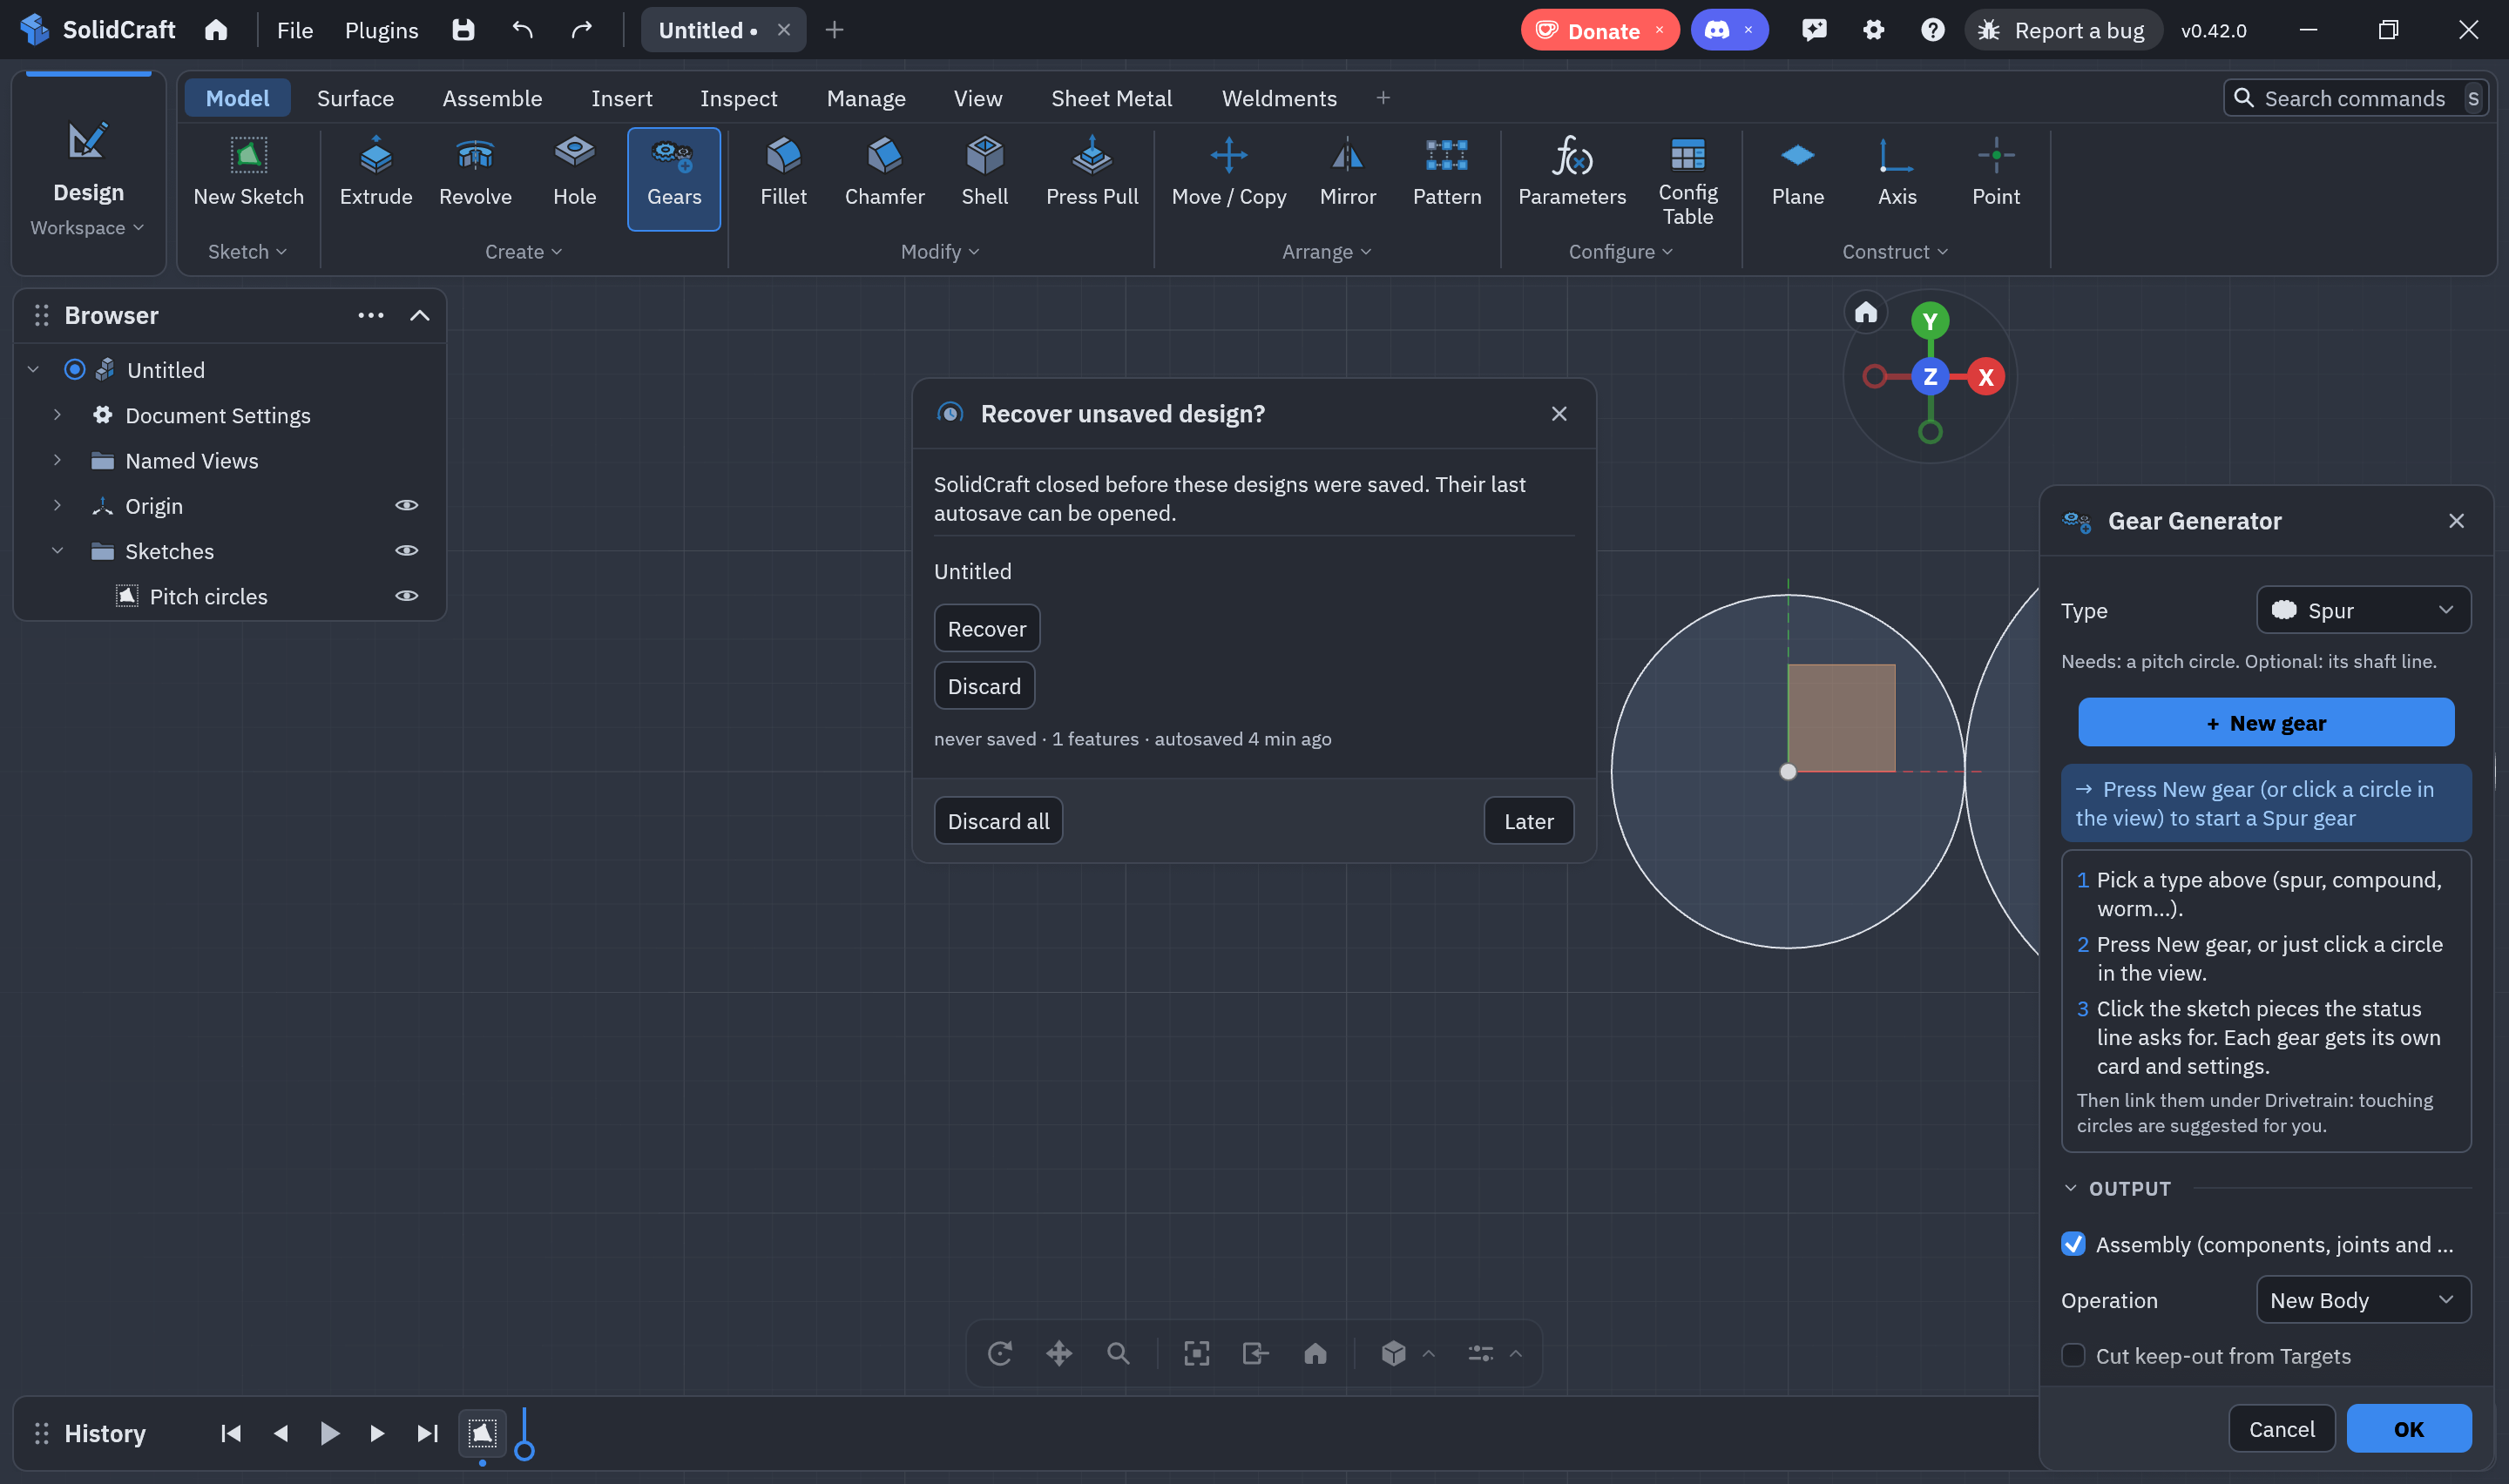 SolidCraft
File
Plugins
Untitled •
Donate ×
×
Report a bug
v0.42.0
Design
Workspace
Model
Surface
Assemble
Insert
Inspect
Manage
View
Sheet Metal
Weldments
Search commands S
New Sketch
Extrude
Revolve
Hole
Gears
Fillet
Chamfer
Shell
Press Pull
Move / Copy
Mirror
Pattern
Parameters
Config
Table
Plane
Axis
Point
Sketch
Create
Modify
Arrange
Configure
Construct
Browser
Untitled
Document Settings
Named Views
Origin
Sketches
Pitch circles
Recover unsaved design?
SolidCraft closed before these designs were saved. Their last
autosave can be opened.
Untitled
Recover
Discard
never saved · 1 features · autosaved 4 min ago
Discard all
Later
Y
Z
X
Gear Generator
Type
Spur
Needs: a pitch circle. Optional: its shaft line.
+ New gear
→ Press New gear (or click a circle in
the view) to start a Spur gear
1 Pick a type above (spur, compound,
worm...).
2 Press New gear, or just click a circle
in the view.
3 Click the sketch pieces the status
line asks for. Each gear gets its own
card and settings.
Then link them under Drivetrain: touching
circles are suggested for you.
OUTPUT
Assembly (components, joints and ...
Operation
New Body
Cut keep-out from Targets
Cancel
OK
History